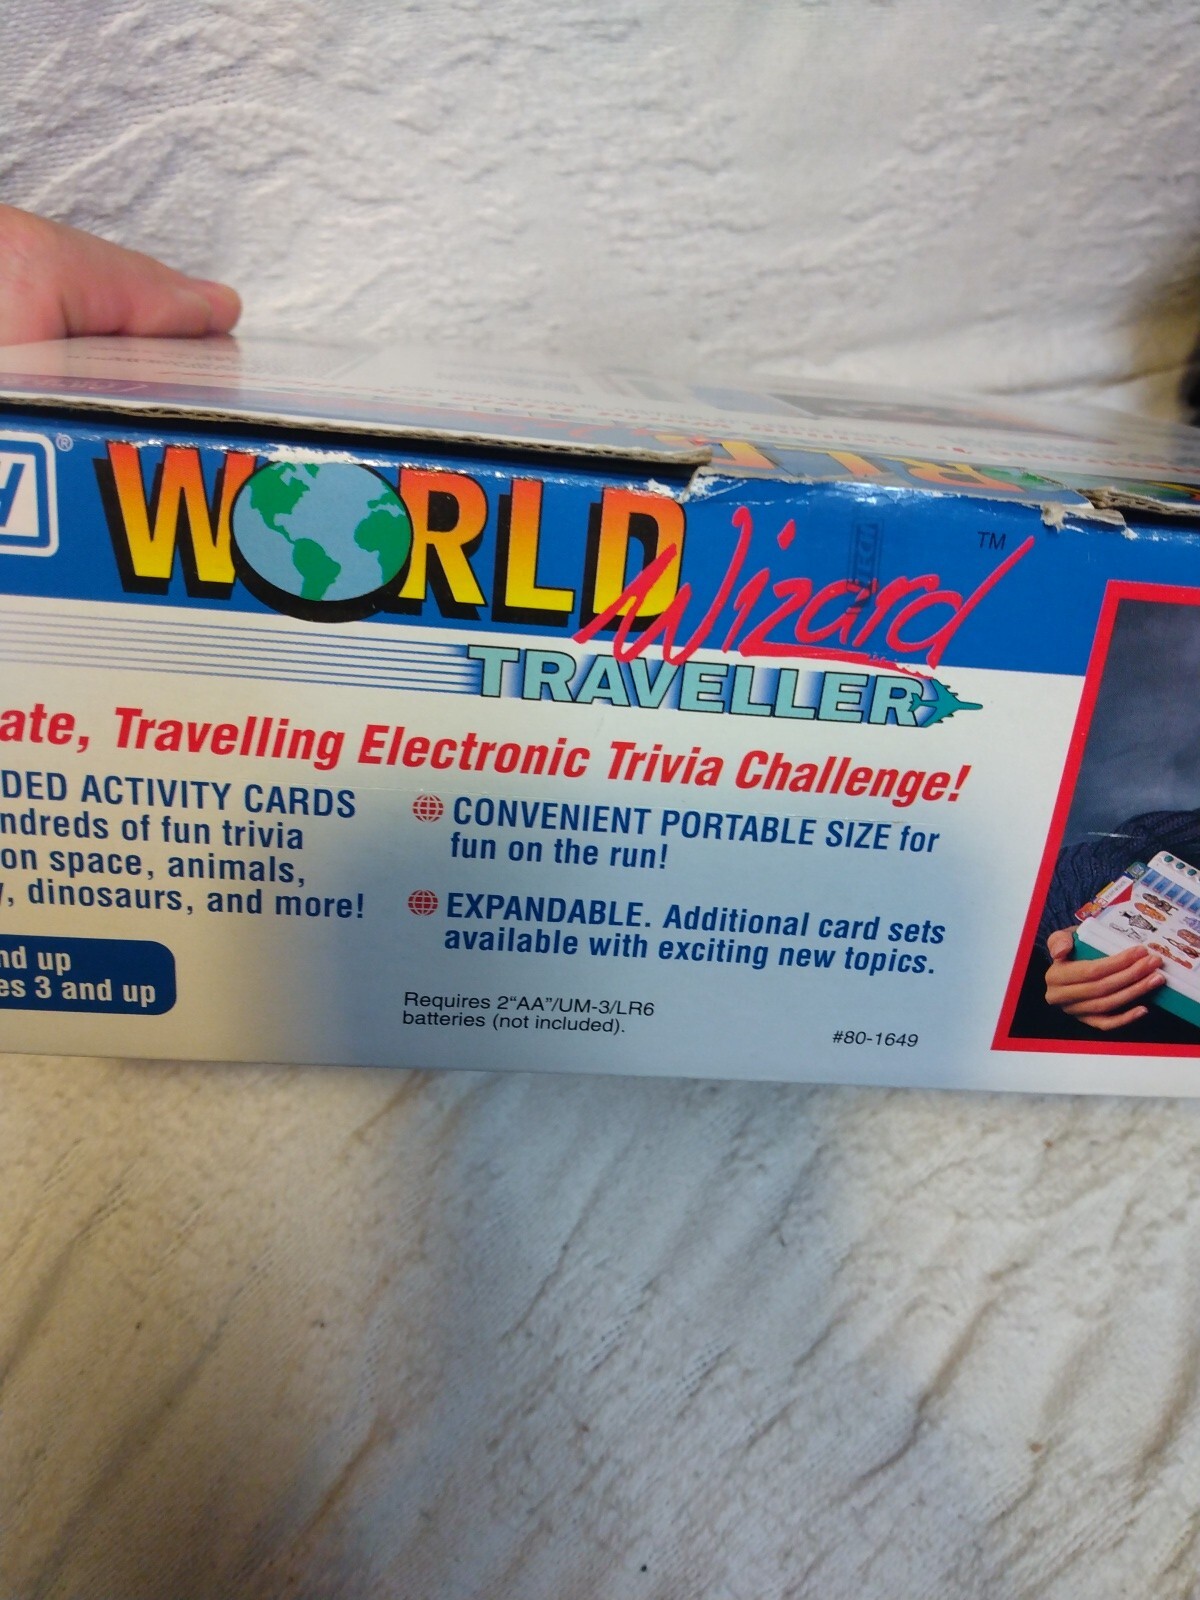 WORLD Wizard ™
TRAVELLER
ate, Travelling Electronic Trivia Challenge!
DED ACTIVITY CARDS
ndreds of fun trivia
on space, animals,
y, dinosaurs, and more!
nd up
es 3 and up
CONVENIENT PORTABLE SIZE for
fun on the run!
EXPANDABLE. Additional card sets
available with exciting new topics.
Requires 2"AA"/UM-3/LR6
batteries (not included).
#80-1649